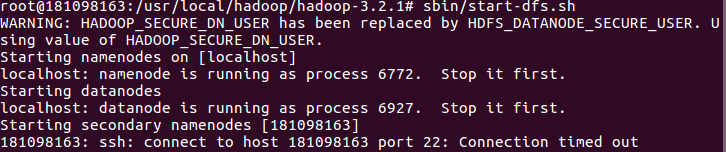 root@181098163:/usr/local/hadoop/hadoop-3.2.1# sbin/start-dfs.sh
WARNING: HADOOP_SECURE_DN_USER has been replaced by HDFS_DATANODE_SECURE_USER. U
sing value of HADOOP_SECURE_DN_USER.
Starting namenodes on [localhost]
localhost: namenode is running as process 6772.  Stop it first.
Starting datanodes
localhost: datanode is running as process 6927.  Stop it first.
Starting secondary namenodes [181098163]
181098163: ssh: connect to host 181098163 port 22: Connection timed out